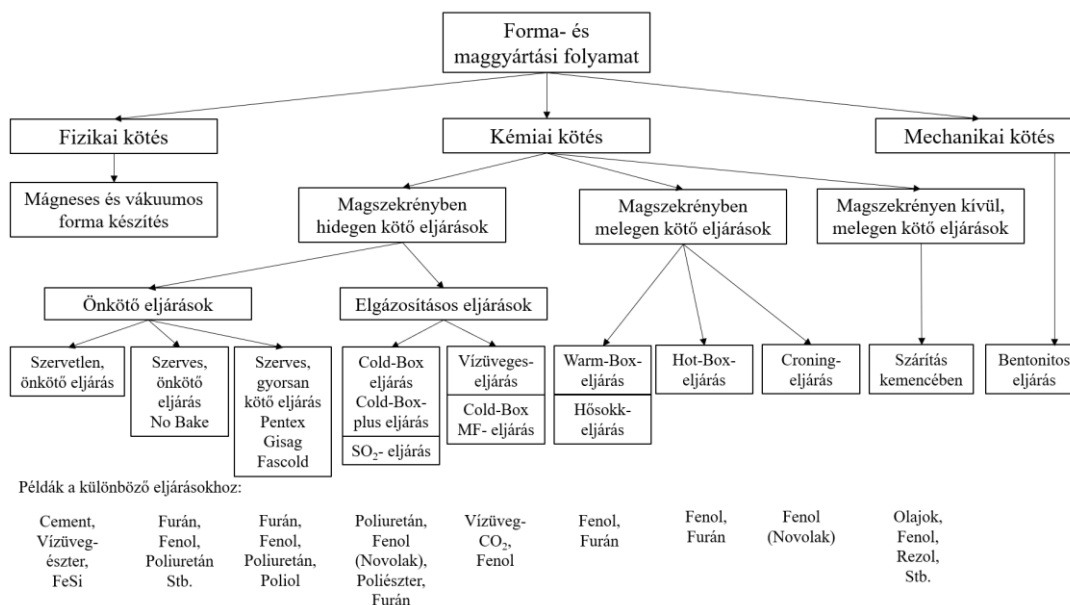 Forma- és
maggyártási folyamat
Fizikai kötés
Kémiai kötés
Mechanikai kötés
Mágneses és vákuumos
forma készítés
Magszekrényben
hidegen kötő eljárások
Magszekrényben
melegen kötő eljárások
Magszekrényen kívül,
melegen kötő eljárások
Önkötő eljárások
Elgázosításos eljárások
Szervetlen,
önkötő eljárás
Szerves,
önkötő
eljárás
No Bake
Szerves,
gyorsan
kötő eljárás
Pentex
Gisag
Fascold
Cold-Box
eljárás
Cold-Box-
plus eljárás
SO₂- eljárás
Vízüveges-
eljárás
Cold-Box
MF- eljárás
Warm-Box-
eljárás
Hősokk-
eljárás
Hot-Box-
eljárás
Croning-
eljárás
Szárítás
kemencében
Bentonitos
eljárás
Példák a különböző eljárásokhoz:
Cement,
Vízüveg-
észter,
FeSi
Furán,
Fenol,
Poliuretán
Stb.
Furán,
Fenol,
Poliuretán,
Poliol
Poliuretán,
Fenol
(Novolak),
Poliészter,
Furán
Vízüveg-
CO₂,
Fenol
Fenol,
Furán
Fenol,
Furán
Fenol
(Novolak)
Olajok,
Fenol,
Rezol,
Stb.